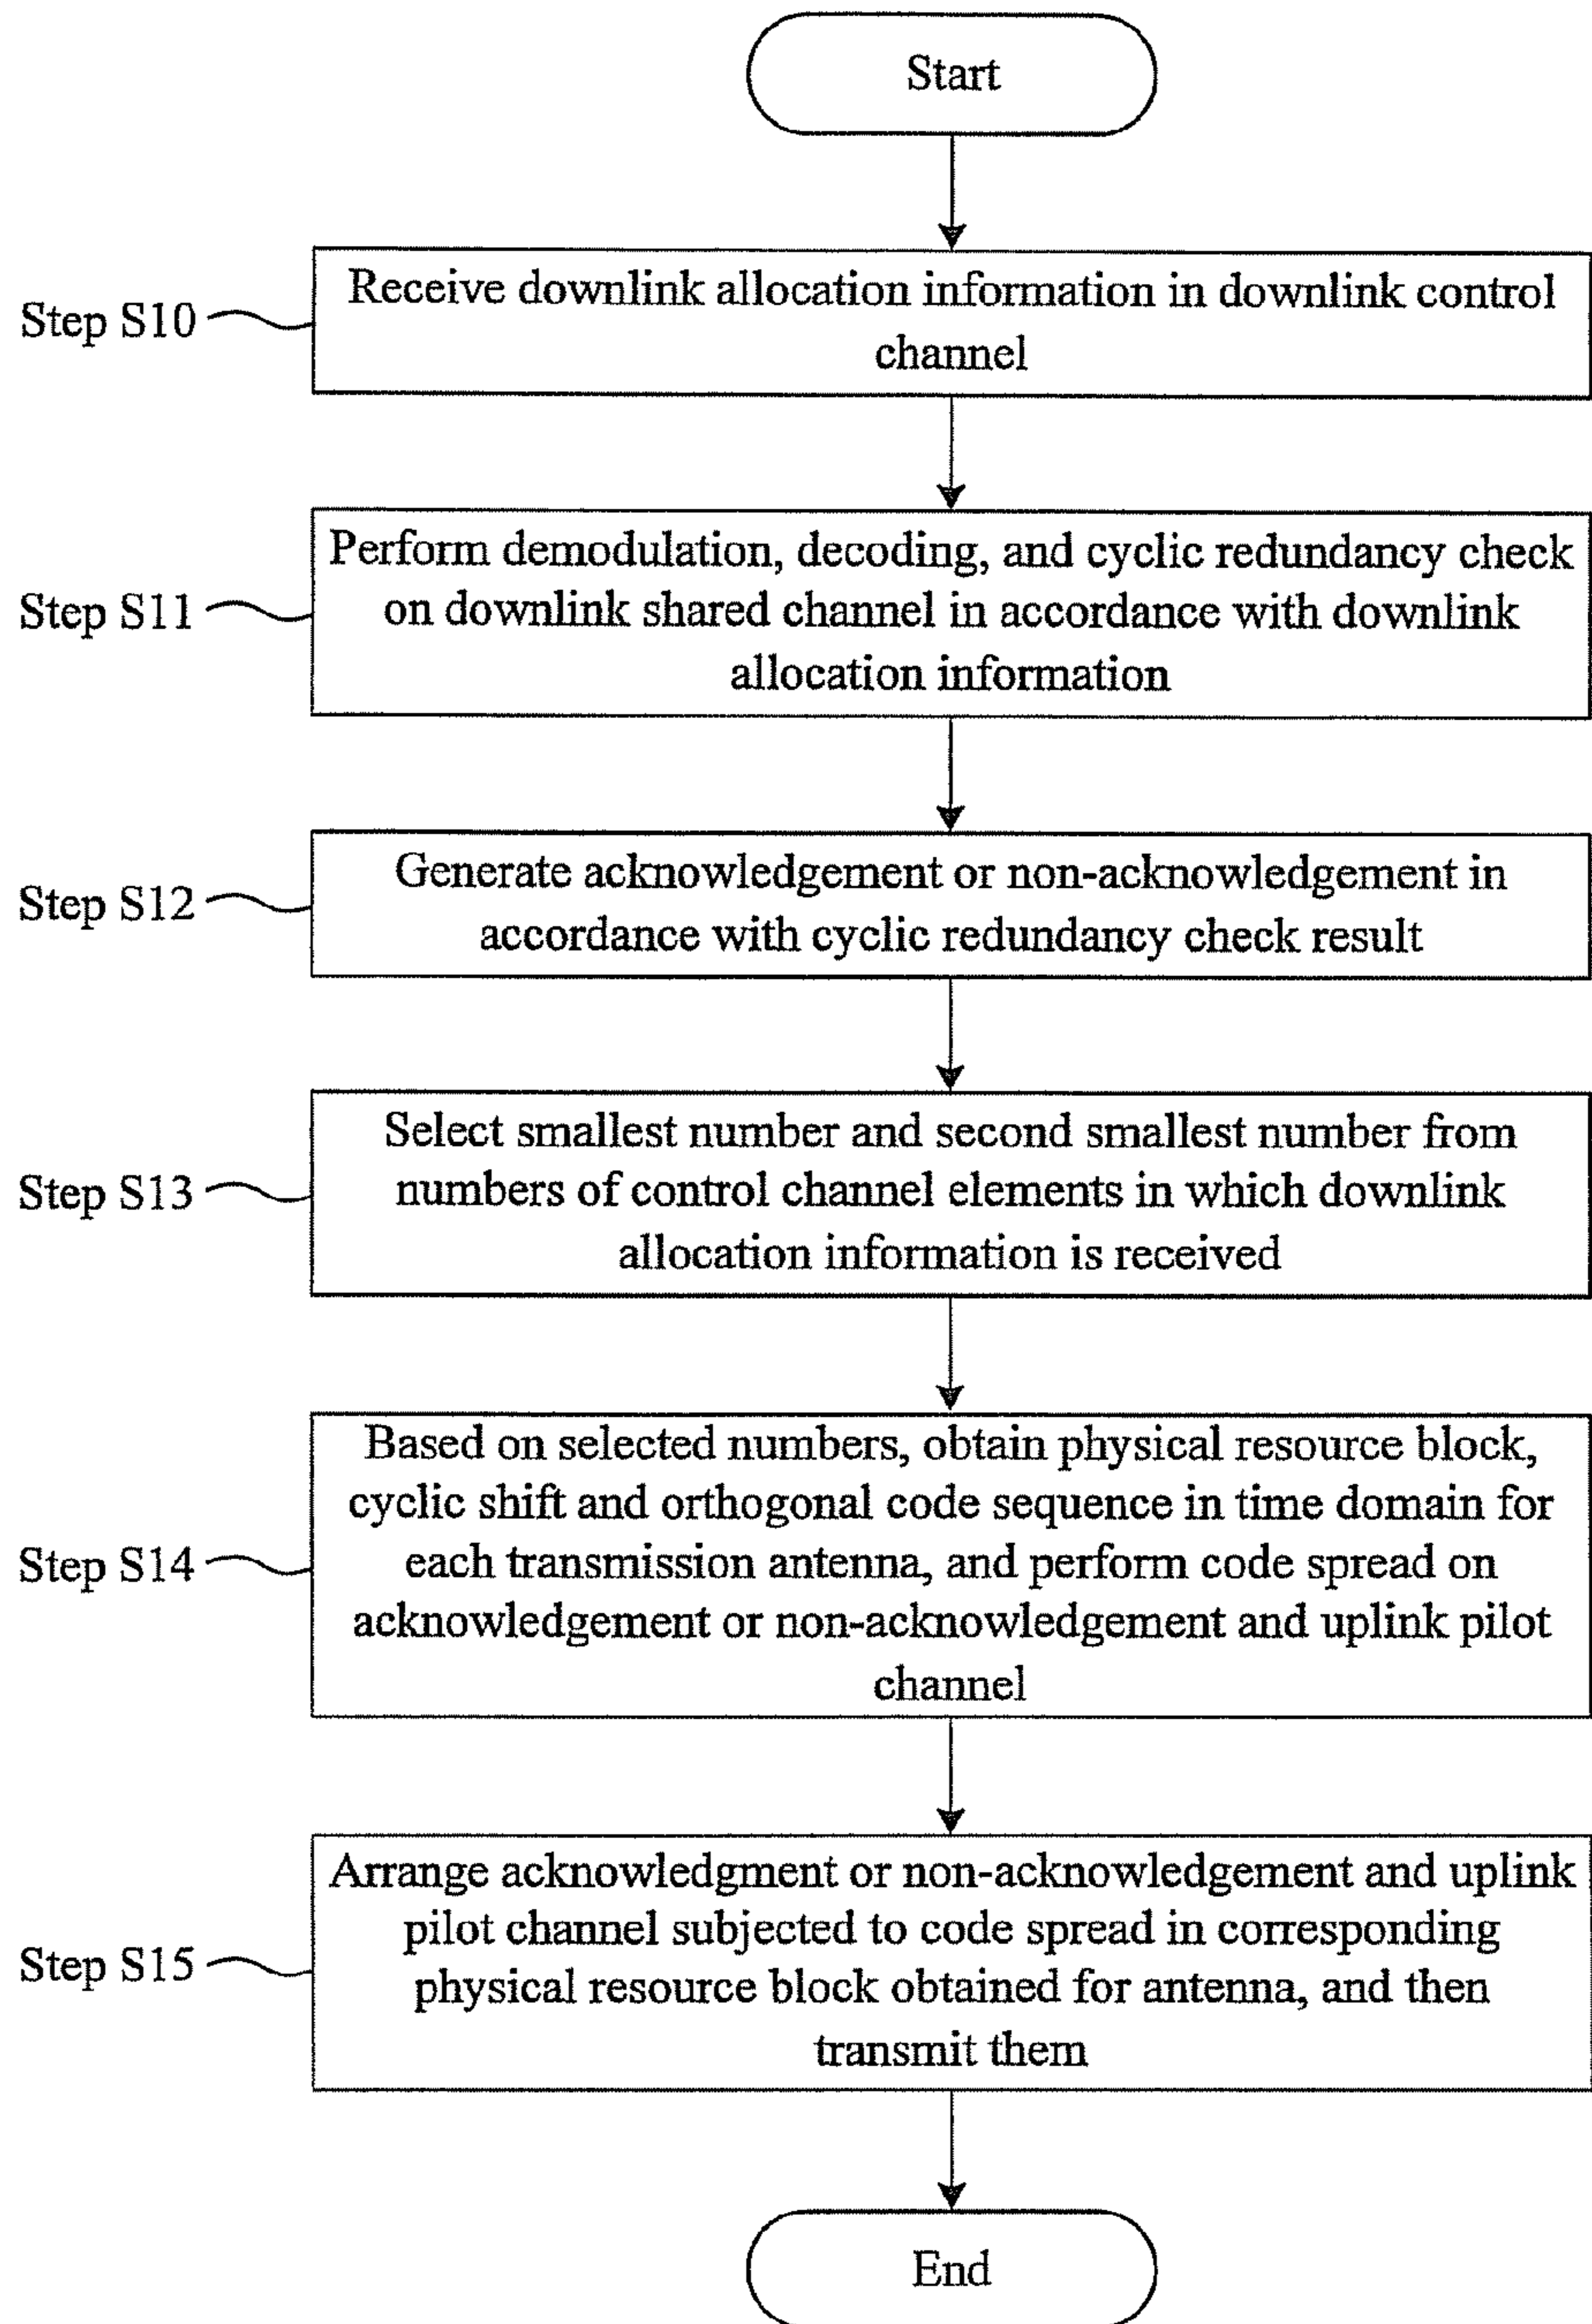 Start
Step S10
Receive downlink allocation information in downlink control
channel
Step S11
Perform demodulation, decoding, and cyclic redundancy check
on downlink shared channel in accordance with downlink
allocation information
Step S12
Generate acknowledgement or non-acknowledgement in
accordance with cyclic redundancy check result
Step S13
Select smallest number and second smallest number from
numbers of control channel elements in which downlink
allocation information is received
Step S14
Based on selected numbers, obtain physical resource block,
cyclic shift and orthogonal code sequence in time domain for
each transmission antenna, and perform code spread on
acknowledgement or non-acknowledgement and uplink pilot
channel
Step S15
Arrange acknowledgment or non-acknowledgement and uplink
pilot channel subjected to code spread in corresponding
physical resource block obtained for antenna, and then
transmit them
End